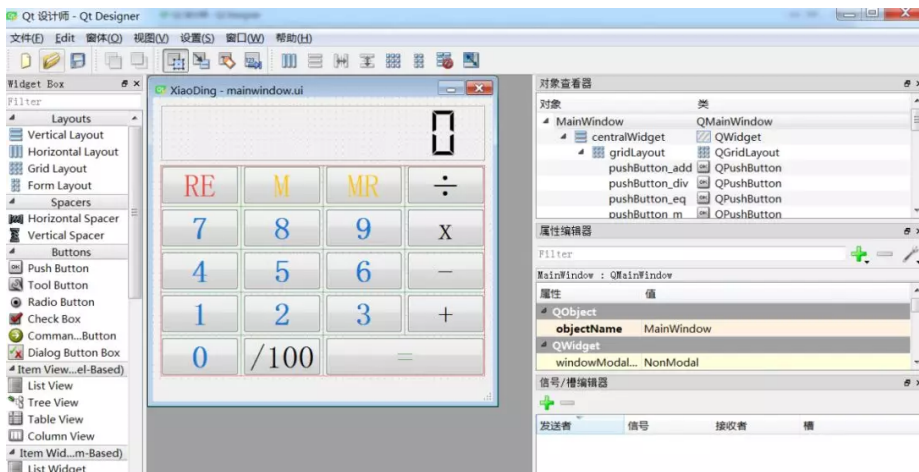 Qt 设计师 - Qt Designer
文件(F) Edit 窗体(O) 视图(V) 设置(S) 窗口(W) 帮助(H)
Widget Box
Filter
Layouts
Vertical Layout
Horizontal Layout
Grid Layout
Form Layout
Spacers
Horizontal Spacer
Vertical Spacer
Buttons
Push Button
Tool Button
Radio Button
Check Box
Comman...Button
Dialog Button Box
Item View...el-Based)
List View
Tree View
Table View
Column View
Item Wid...m-Based)
List Widget
XiaoDing - mainwindow.ui
0
RE M MR ÷
7 8 9 x
4 5 6 −
1 2 3 +
0 /100 =
对象查看器
对象 类
MainWindow QMainWindow
centralWidget QWidget
gridLayout QGridLayout
pushButton_add QPushButton
pushButton_div QPushButton
pushButton_eq QPushButton
pushButton_m QPushButton
属性编辑器
Filter
MainWindow : QMainWindow
属性 值
QObject
objectName MainWindow
QWidget
windowModal... NonModal
信号/槽编辑器
发送者 信号 接收者 槽